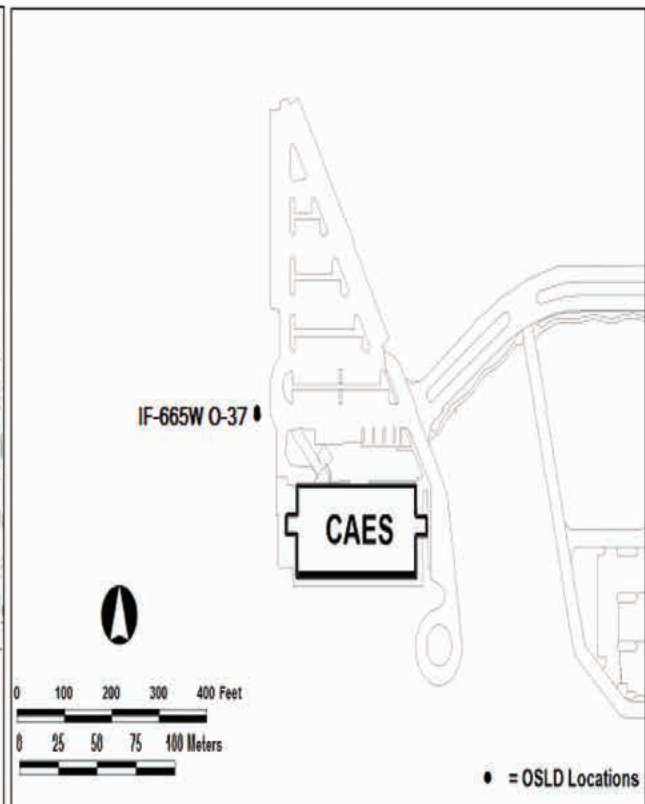 IF-665W O-37
CAES
0 100 200 300 400 Feet
0 25 50 75 100 Meters
= OSLD Locations